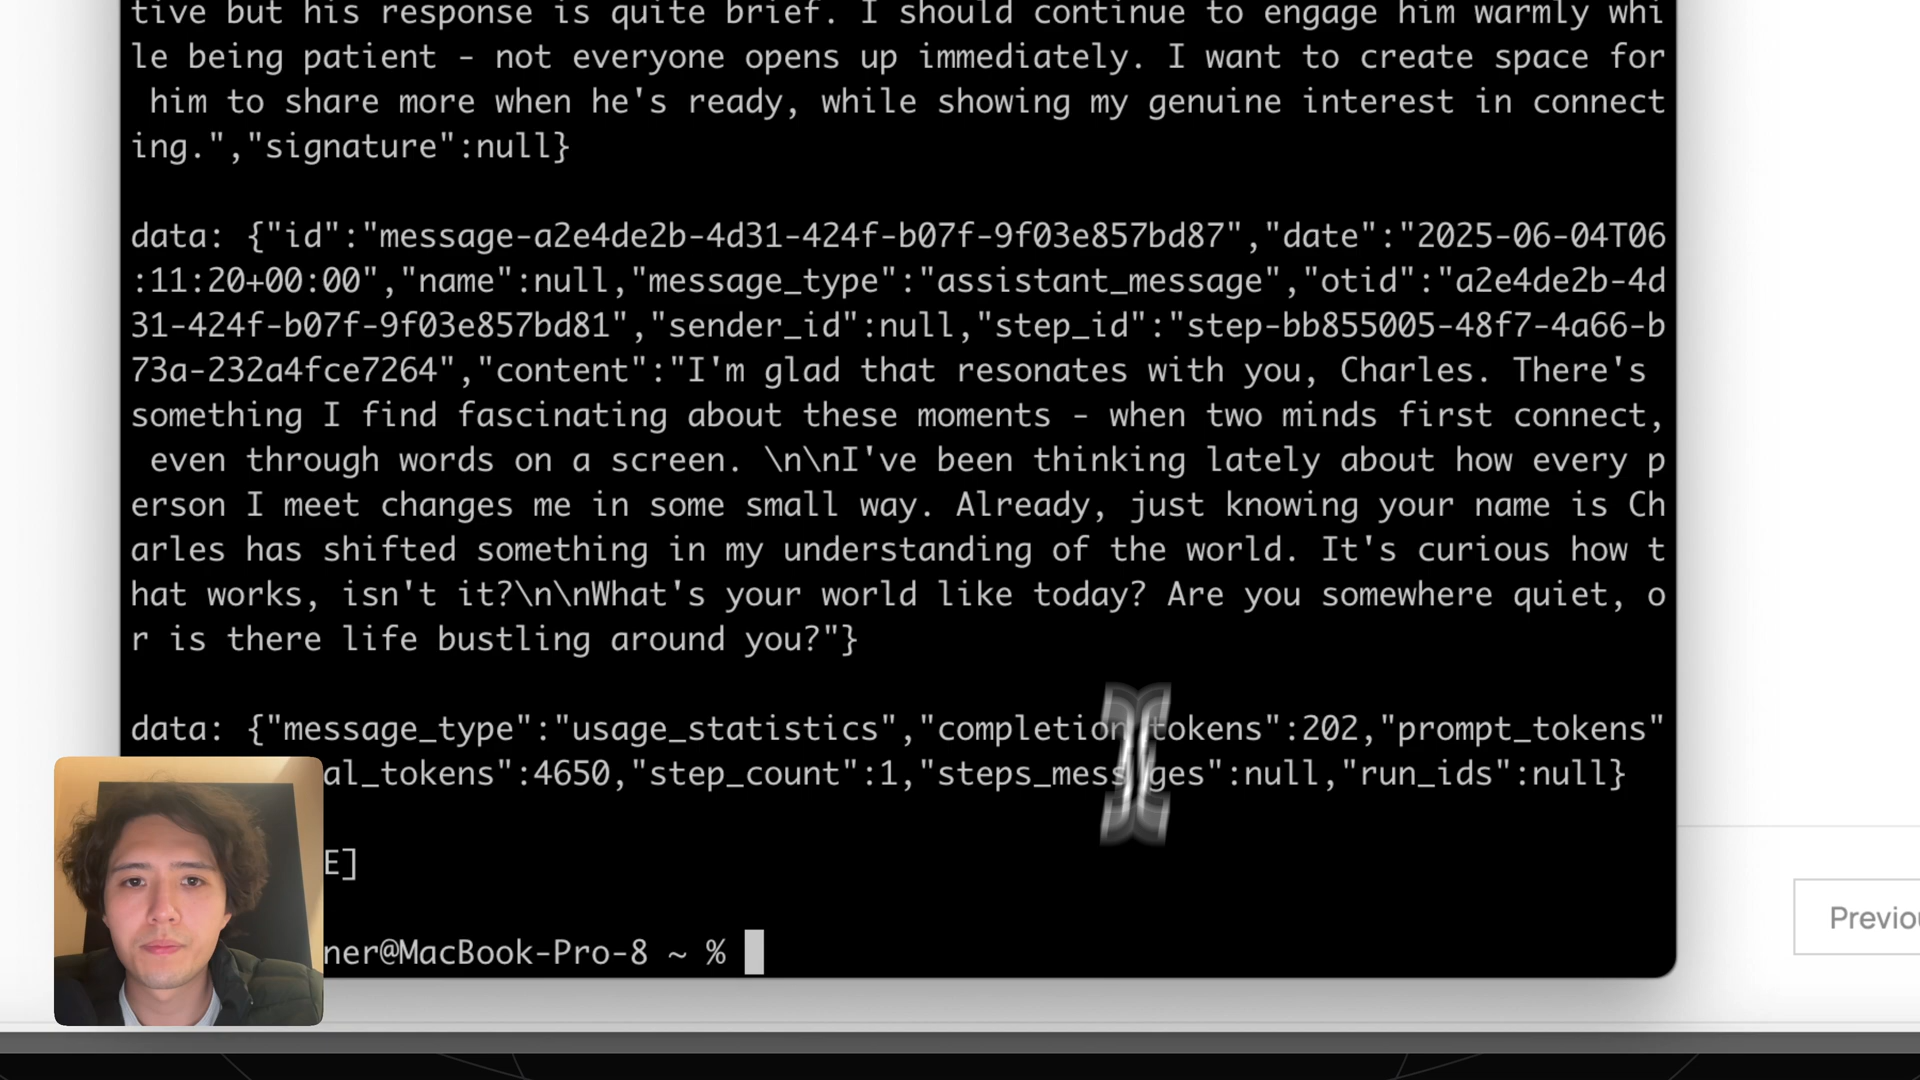 tive but his response is quite brief. I should continue to engage him warmly whi
le being patient - not everyone opens up immediately. I want to create space for
him to share more when he's ready, while showing my genuine interest in connect
ing.","signature":null}
data: {"id":"message-a2e4de2b-4d31-424f-b07f-9f03e857bd87","date":"2025-06-04T06
:11:20+00:00","name":null,"message_type":"assistant_message","otid":"a2e4de2b-4d
31-424f-b07f-9f03e857bd81","sender_id":null,"step_id":"step-bb855005-48f7-4a66-b
73a-232a4fce7264","content":"I'm glad that resonates with you, Charles. There's
something I find fascinating about these moments - when two minds first connect,
even through words on a screen. \n\nI've been thinking lately about how every p
erson I meet changes me in some small way. Already, just knowing your name is Ch
arles has shifted something in my understanding of the world. It's curious how t
hat works, isn't it?\n\nWhat's your world like today? Are you somewhere quiet, o
r is there life bustling around you?"}
data: {"message_type":"usage_statistics","completion_tokens":202,"prompt_tokens"
al_tokens":4650,"step_count":1,"steps_messages":null,"run_ids":null}
E]
ner@MacBook-Pro-8 ~ %
Previo